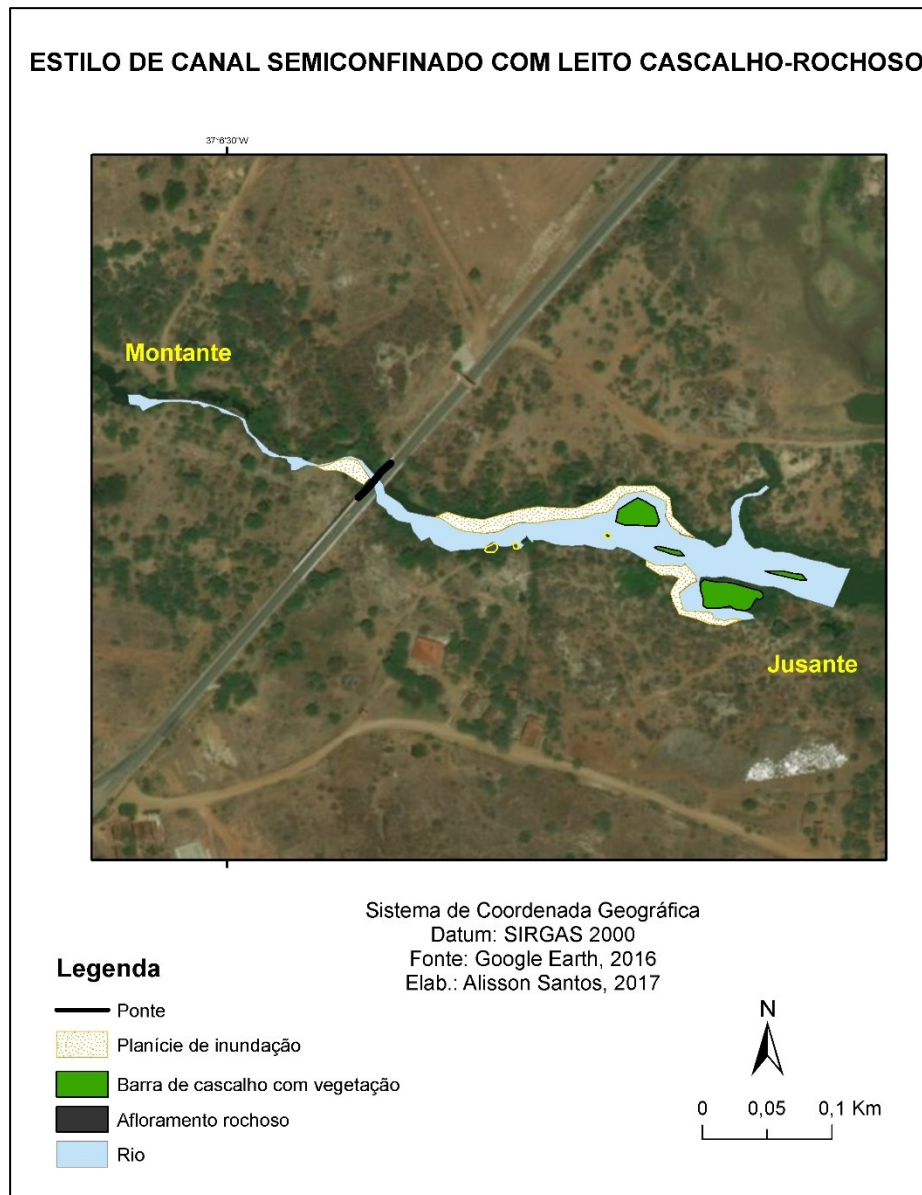 ESTILO DE CANAL SEMICONFINADO COM LEITO CASCALHO-ROCHOSO
37°6'30"W
Montante
Jusante
Sistema de Coordenada Geográfica
Datum: SIRGAS 2000
Fonte: Google Earth, 2016
Elab.: Alisson Santos, 2017
Legenda
Ponte
Planície de inundação
Barra de cascalho com vegetação
Afloramento rochoso
Rio
N
0 0,05 0,1 Km